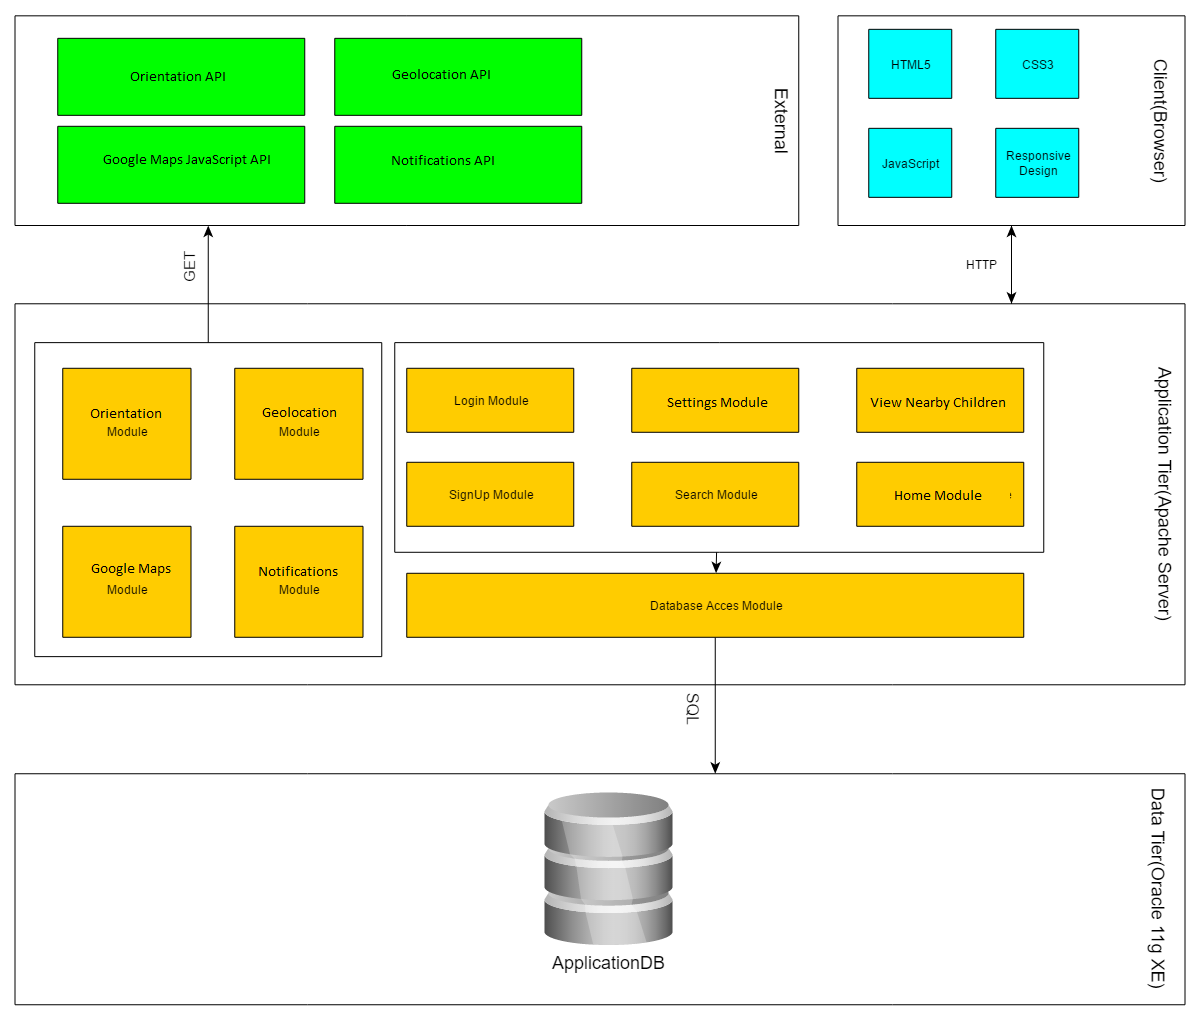 Orientation API
Geolocation API
Google Maps JavaScript API
Notifications API
External
HTML5
CSS3
JavaScript
Responsive
Design
Client(Browser)
GET
HTTP
Orientation
Module
Geolocation
Module
Google Maps
Module
Notifications
Module
Login Module
Settings Module
View Nearby Children
SignUp Module
Search Module
Home Module
Database Acces Module
Application Tier(Apache Server)
SQL
ApplicationDB
Data Tier(Oracle 11g XE)